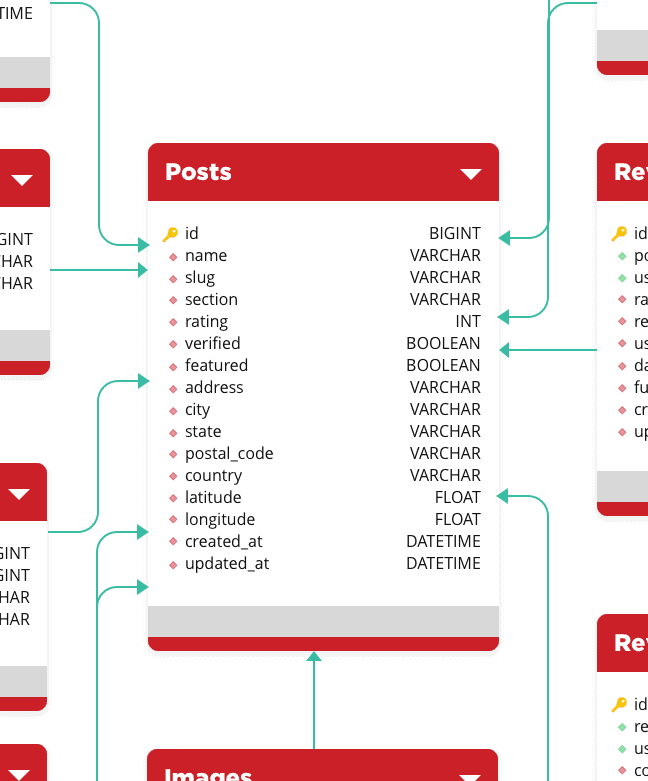 TIME
Posts
id BIGINT
name VARCHAR
slug VARCHAR
section VARCHAR
rating INT
verified BOOLEAN
featured BOOLEAN
address VARCHAR
city VARCHAR
state VARCHAR
postal_code VARCHAR
country VARCHAR
latitude FLOAT
longitude FLOAT
created_at DATETIME
updated_at DATETIME
GINT
HAR
HAR
GINT
GINT
HAR
HAR
Images
Re
id
po
us
ra
re
us
da
fu
cr
up
Re
id
re
us
co